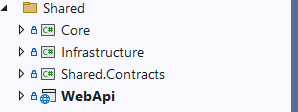 Shared
C# Core
C# Infrastructure
C# Shared.Contracts
WebApi